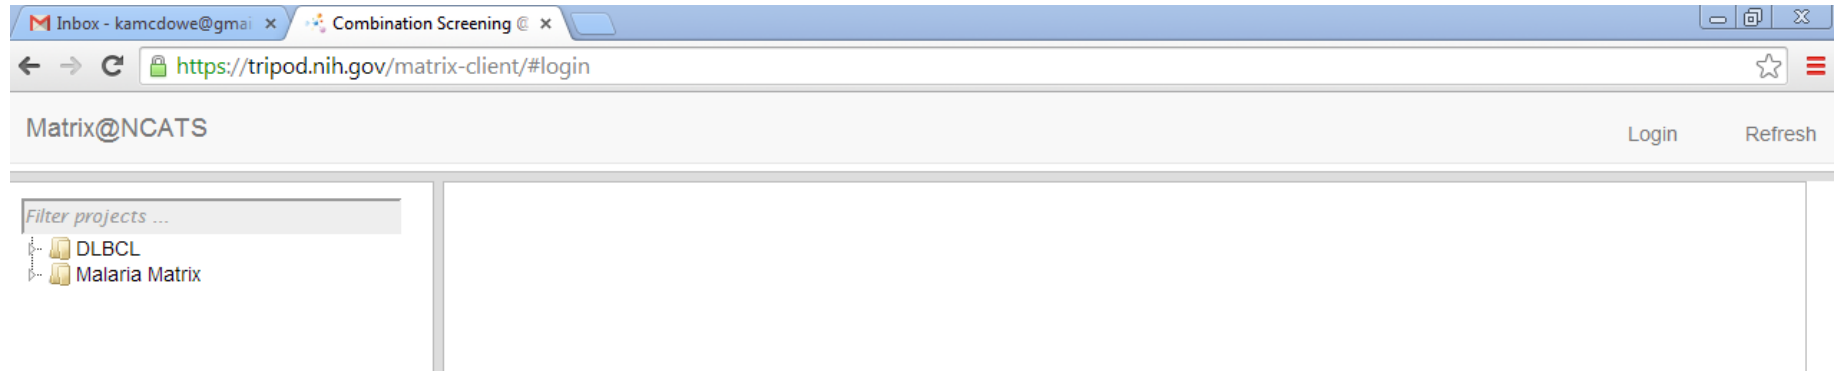 Inbox - kamcdowe@gmai
Combination Screening @
https://tripod.nih.gov/matrix-client/#login
Matrix@NCATS
Login
Refresh
Filter projects ...
DLBCL
Malaria Matrix